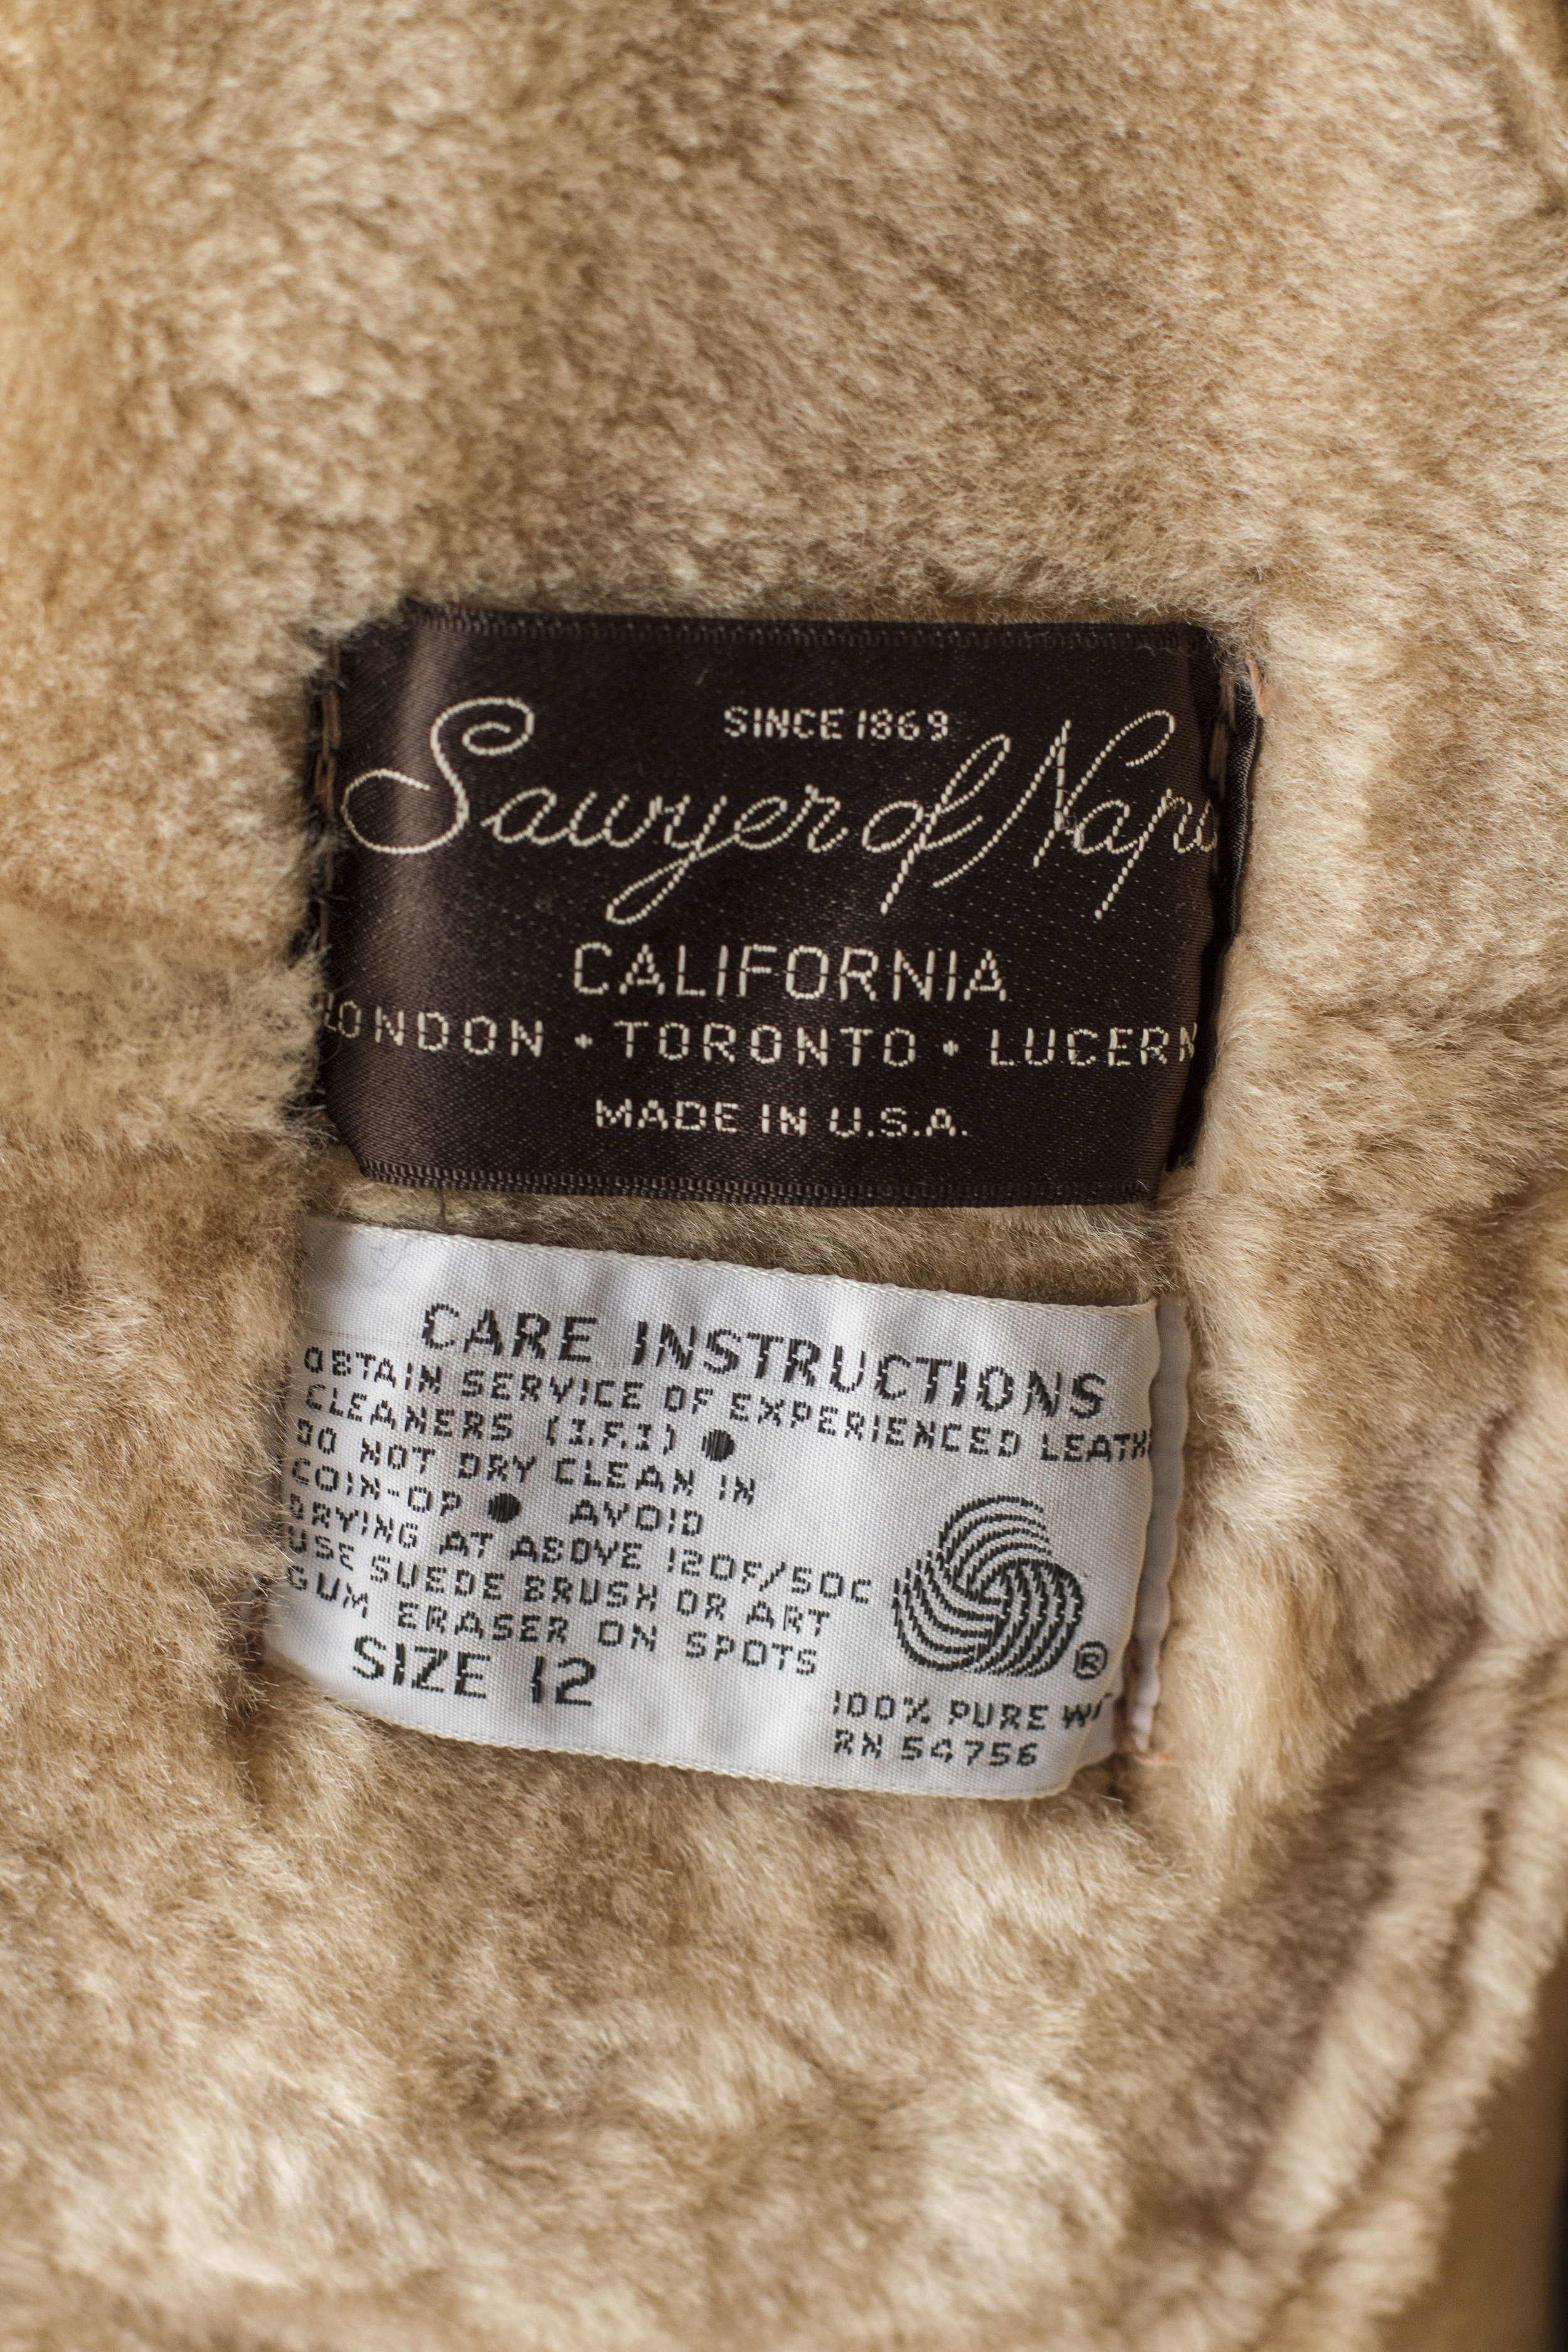 SINCE 1869
Sawyer of Napa
CALIFORNIA
LONDON • TORONTO • LUCERN
MADE IN U.S.A.
CARE INSTRUCTIONS
OBTAIN SERVICE OF EXPERIENCED LEATH
CLEANERS (I.F.I) ●
DO NOT DRY CLEAN IN
COIN-OP ● AVOID
DRYING AT ABOVE 120F/50C
USE SUEDE BRUSH OR ART
GUM ERASER ON SPOTS
SIZE 12
®
100% PURE W
RN 54756